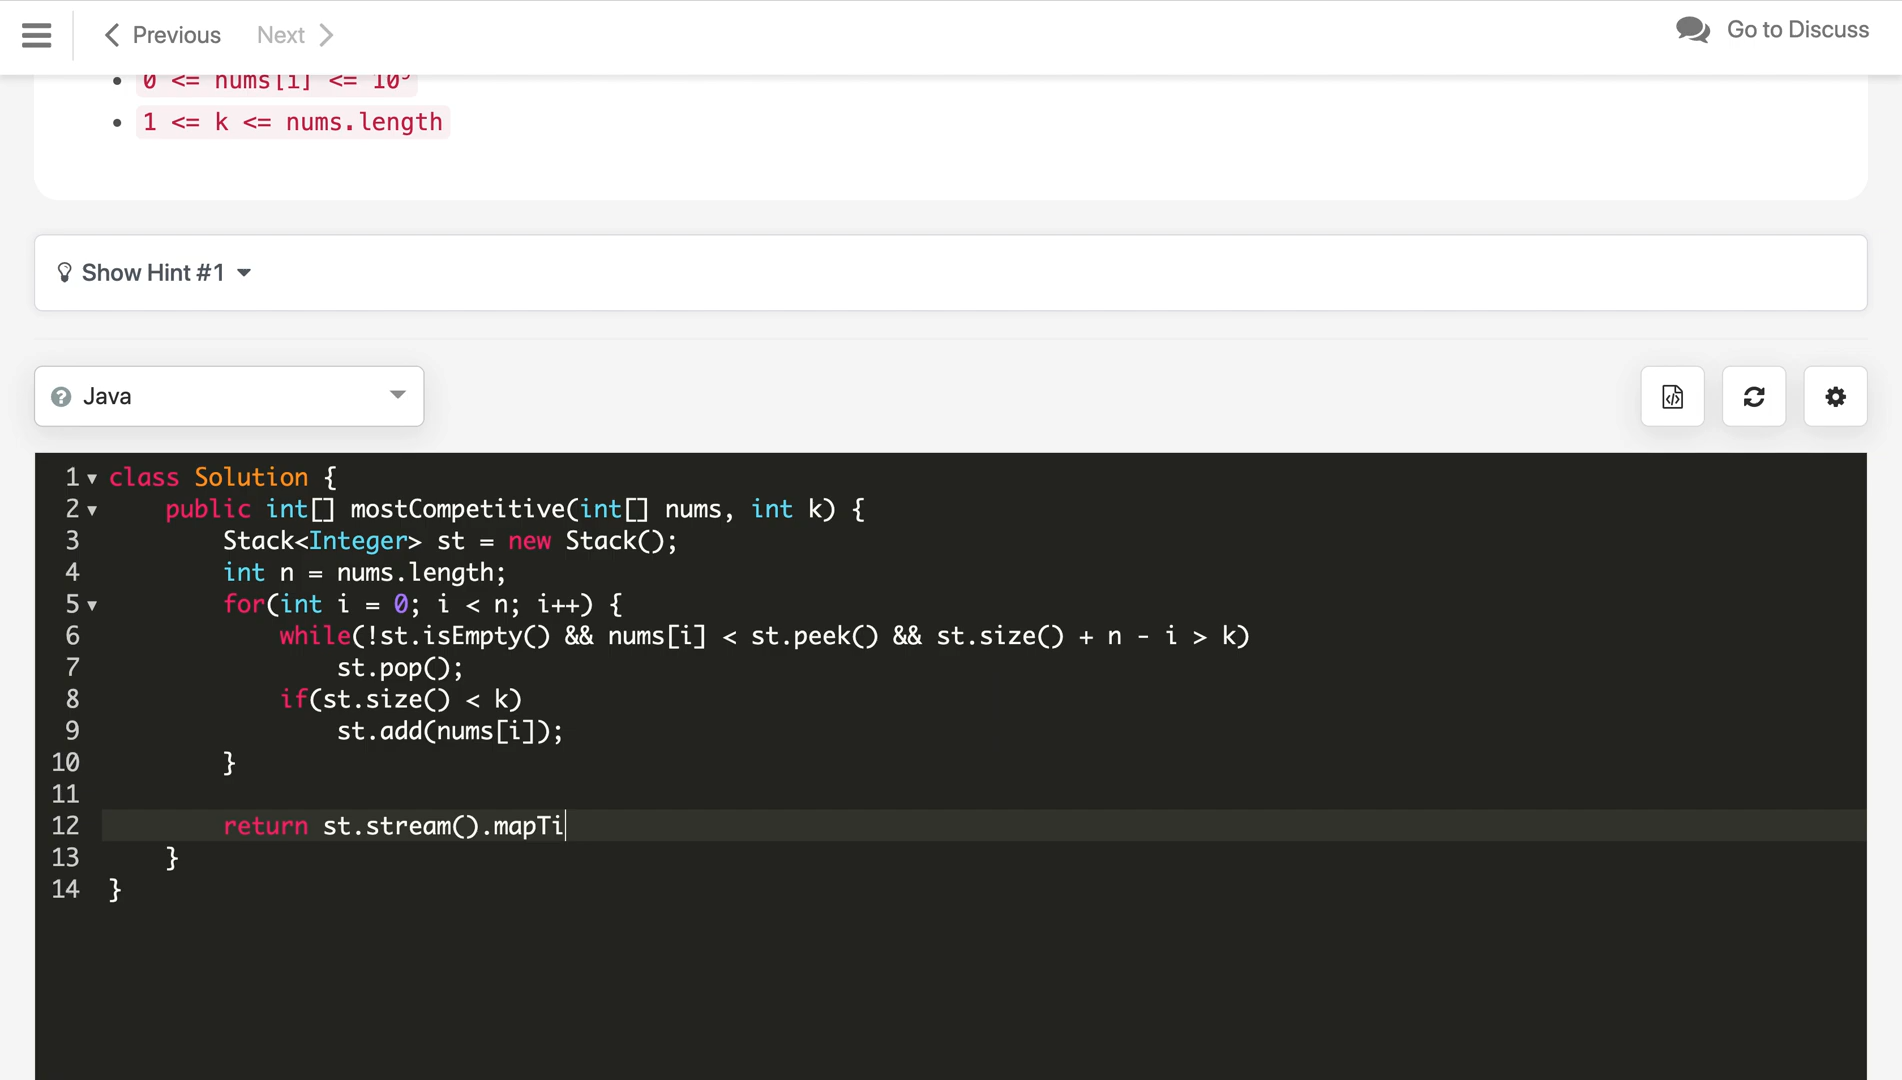 Previous
Next
Go to Discuss
0 <= nums[i] <= 10⁹
1 <= k <= nums.length
Show Hint #1
? Java
1 class Solution {
2 public int[] mostCompetitive(int[] nums, int k) {
3 Stack<Integer> st = new Stack();
4 int n = nums.length;
5 for(int i = 0; i < n; i++) {
6 while(!st.isEmpty() && nums[i] < st.peek() && st.size() + n - i > k)
7 st.pop();
8 if(st.size() < k)
9 st.add(nums[i]);
10 }
11
12 return st.stream().mapTi
13 }
14 }